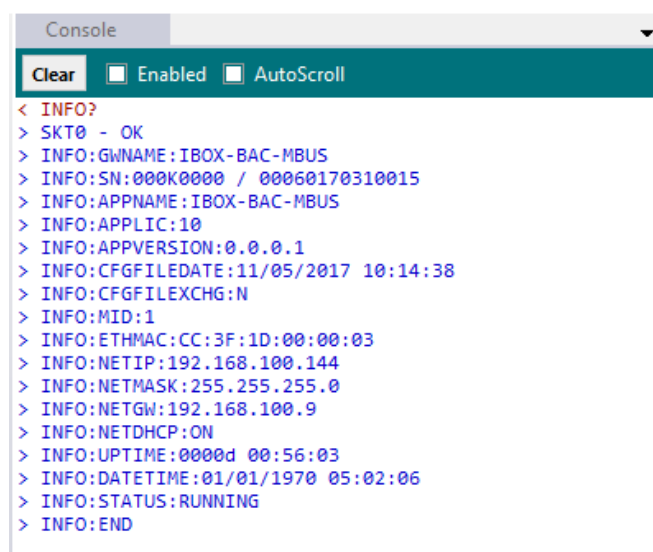 Console
Clear Enabled AutoScroll
< INFO?
> SKT0 - OK
> INFO:GWNAME:IBOX-BAC-MBUS
> INFO:SN:000K0000 / 00060170310015
> INFO:APPNAME:IBOX-BAC-MBUS
> INFO:APPLIC:10
> INFO:APPVERSION:0.0.0.1
> INFO:CFGFILEDATE:11/05/2017 10:14:38
> INFO:CFGFILEXCHG:N
> INFO:MID:1
> INFO:ETHMAC:CC:3F:1D:00:00:03
> INFO:NETIP:192.168.100.144
> INFO:NETMASK:255.255.255.0
> INFO:NETGW:192.168.100.9
> INFO:NETDHCP:ON
> INFO:UPTIME:0000d 00:56:03
> INFO:DATETIME:01/01/1970 05:02:06
> INFO:STATUS:RUNNING
> INFO:END